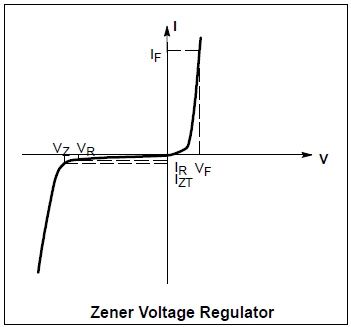 I
IF
VZ VR
V
IR VF
IZT
Zener Voltage Regulator